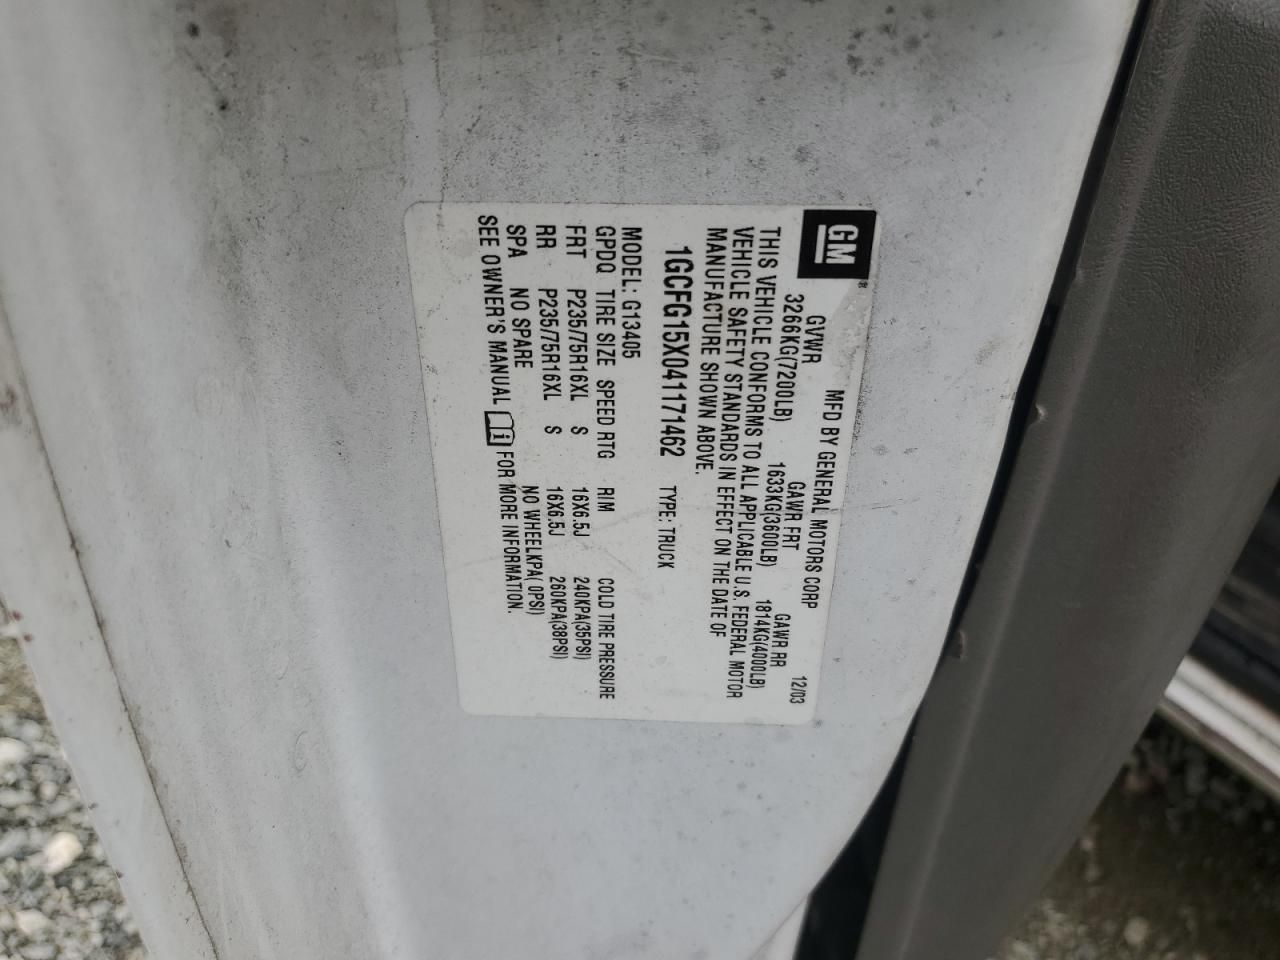 GM®
MFD BY GENERAL MOTORS CORP 12/03
GVWR GAWR FRT GAWR RR
3266KG(7200LB) 1633KG(3600LB) 1814KG(4000LB)
THIS VEHICLE CONFORMS TO ALL APPLICABLE U.S. FEDERAL MOTOR
VEHICLE SAFETY STANDARDS IN EFFECT ON THE DATE OF
MANUFACTURE SHOWN ABOVE.
1GCFG15X041171462 TYPE: TRUCK
MODEL: G13405
GPDQ TIRE SIZE SPEED RTG RIM COLD TIRE PRESSURE
FRT P235/75R16XL S 16X6.5J 240KPA(35PSI)
RR P235/75R16XL S 16X6.5J 260KPA(38PSI)
SPA NO SPARE NO WHEELKPA( 0PSI)
SEE OWNER'S MANUAL i FOR MORE INFORMATION.